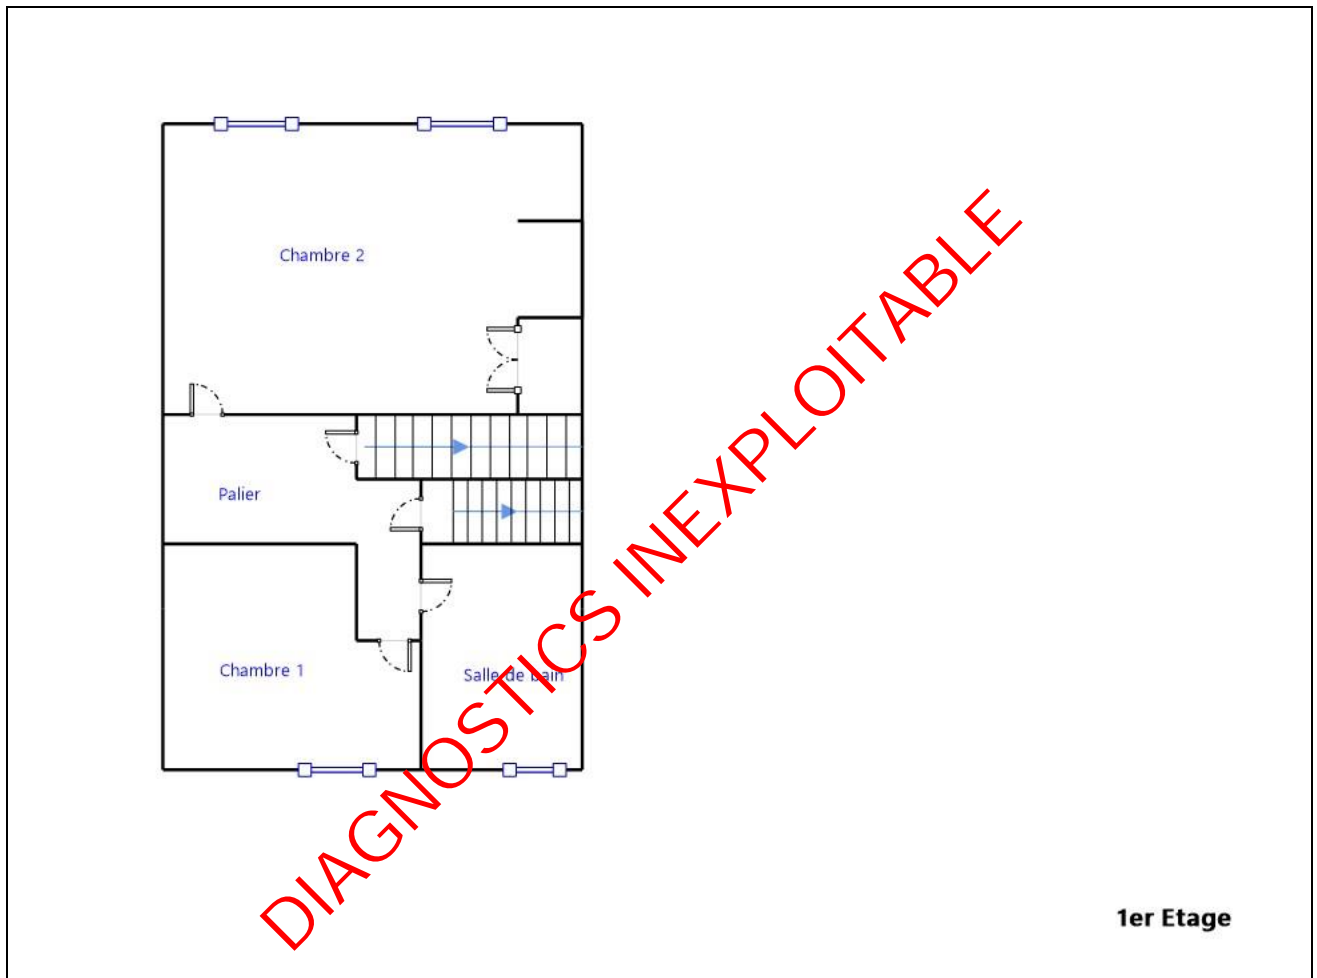 Chambre 2
Palier
Chambre 1
Salle de bain
DIAGNOSTICS INEXPLOITABLE
1er Etage